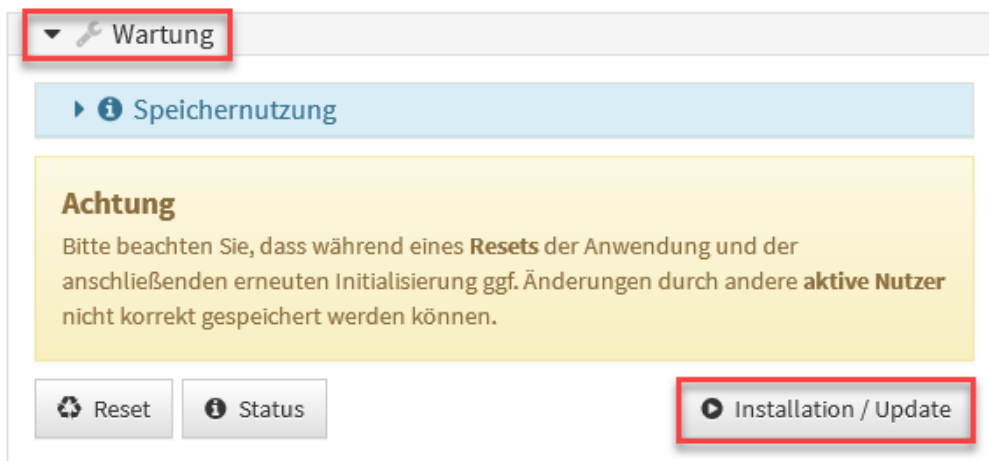 Wartung
Speichernutzung
Achtung
Bitte beachten Sie, dass während eines Resets der Anwendung und der
anschließenden erneuten Initialisierung ggf. Änderungen durch andere aktive Nutzer
nicht korrekt gespeichert werden können.
Reset Status Installation / Update